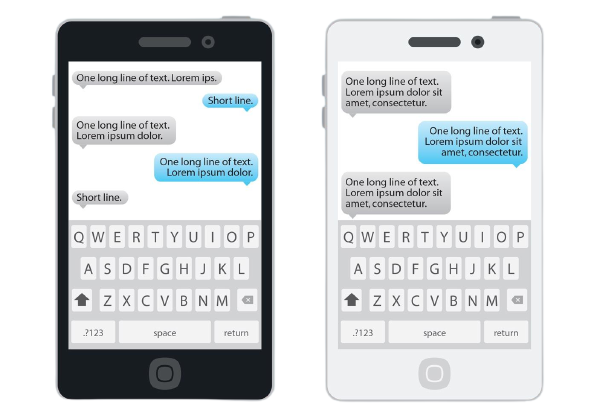 One long line of text. Lorem ips.
Short line.
One long line of text.
Lorem ipsum dolor.
One long line of text.
Lorem ipsum dolor.
Short line.
Q W E R T Y U I O P
A S D F G H J K L
Z X C V B N M
.?123 space return
One long line of text.
Lorem ipsum dolor sit
amet, consectetur.
One long line of text.
Lorem ipsum dolor sit
amet, consectetur.
One long line of text.
Lorem ipsum dolor sit
amet, consectetur.
Q W E R T Y U I O P
A S D F G H J K L
Z X C V B N M
.?123 space return